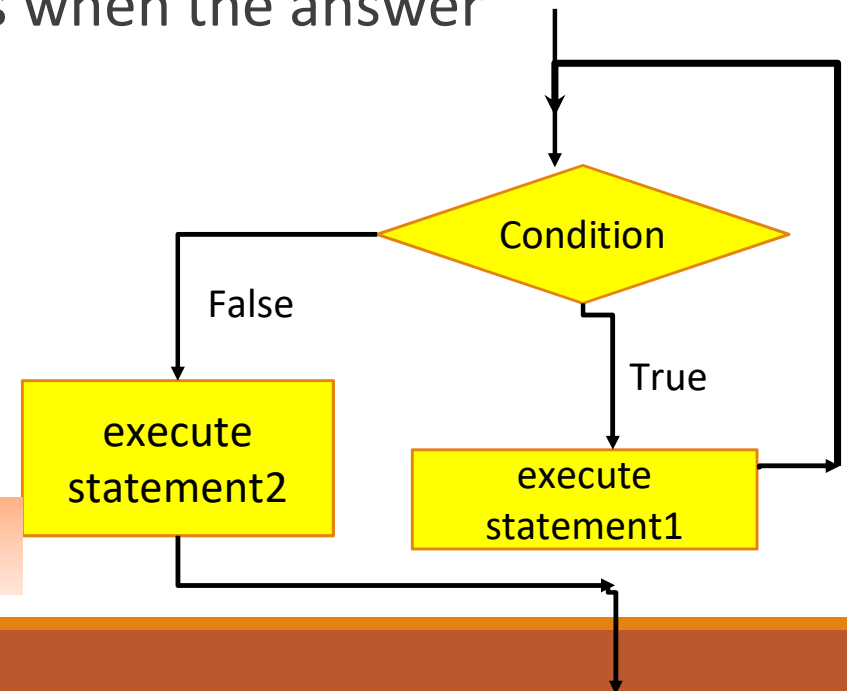 when the answer
Condition
False
True
execute
statement2
execute
statement1